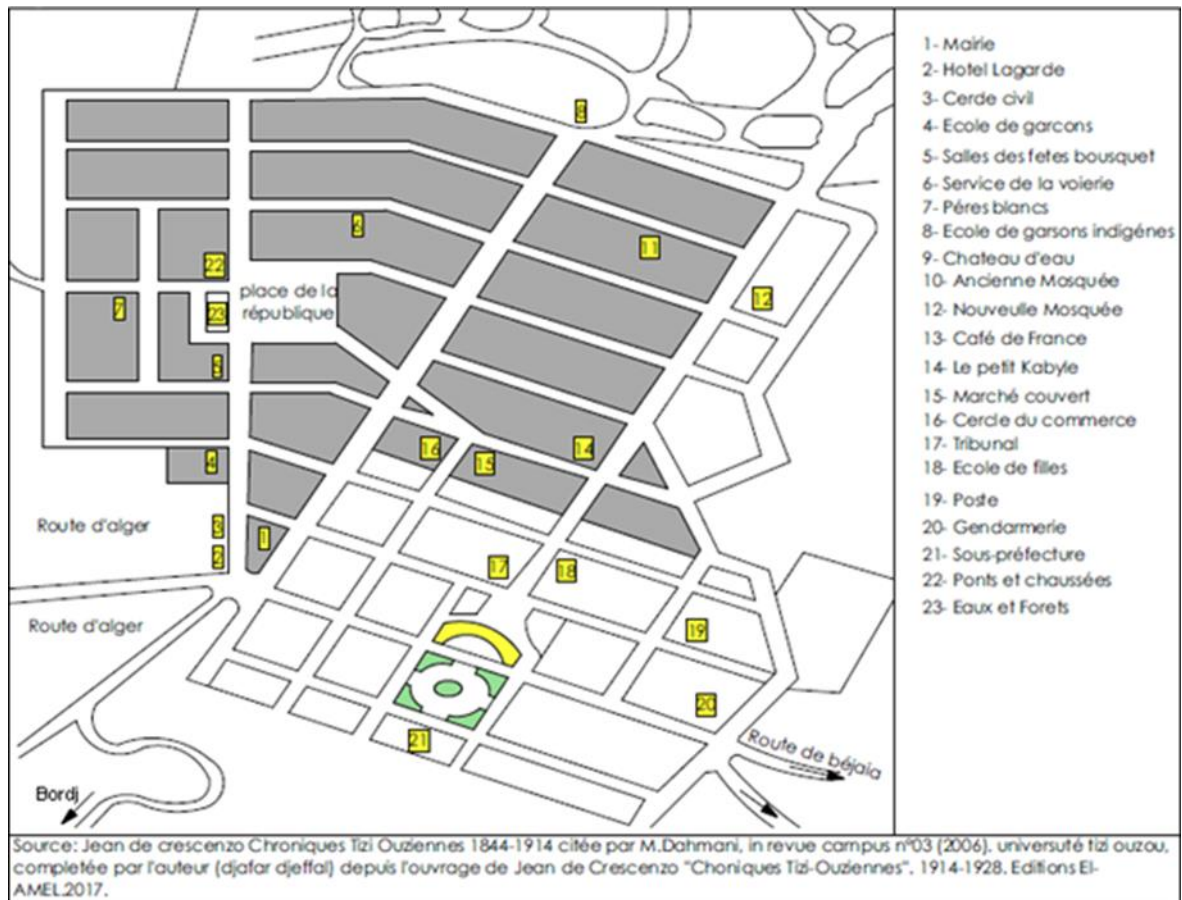 8
6
11
22
place de la
12
7
23
république
5
16
14
15
4
Route d'alger
3
1
2
17
18
Route d'alger
19
20
21
Route de béjaia
Bordj
1- Mairie
2- Hotel Lagarde
3- Cerde civil
4- Ecole de garcons
5- Salles des fetes bousquet
6- Service de la voierie
7- Péres blancs
8- Ecole de garsons indigénes
9- Chateau d'eau
10- Ancienne Mosquée
12- Nouveulle Mosquée
13- Café de France
14- Le petit Kabyle
15- Marché couvert
16- Cercle du commerce
17- Tribunal
18- Ecole de filles
19- Poste
20- Gendarmerie
21- Sous-préfecture
22- Ponts et chaussées
23- Eaux et Forets
Source: Jean de crescenzo Chroniques Tizi Ouziennes 1844-1914 citée par M.Dahmani, in revue campus n°03 (2006). universuté tizi ouzou,
completée par l'auteur (djafar djeffal) depuis l'ouvrage de Jean de Crescenzo "Choniques Tizi-Ouziennes". 1914-1928. Editions El-
AMEL.2017.